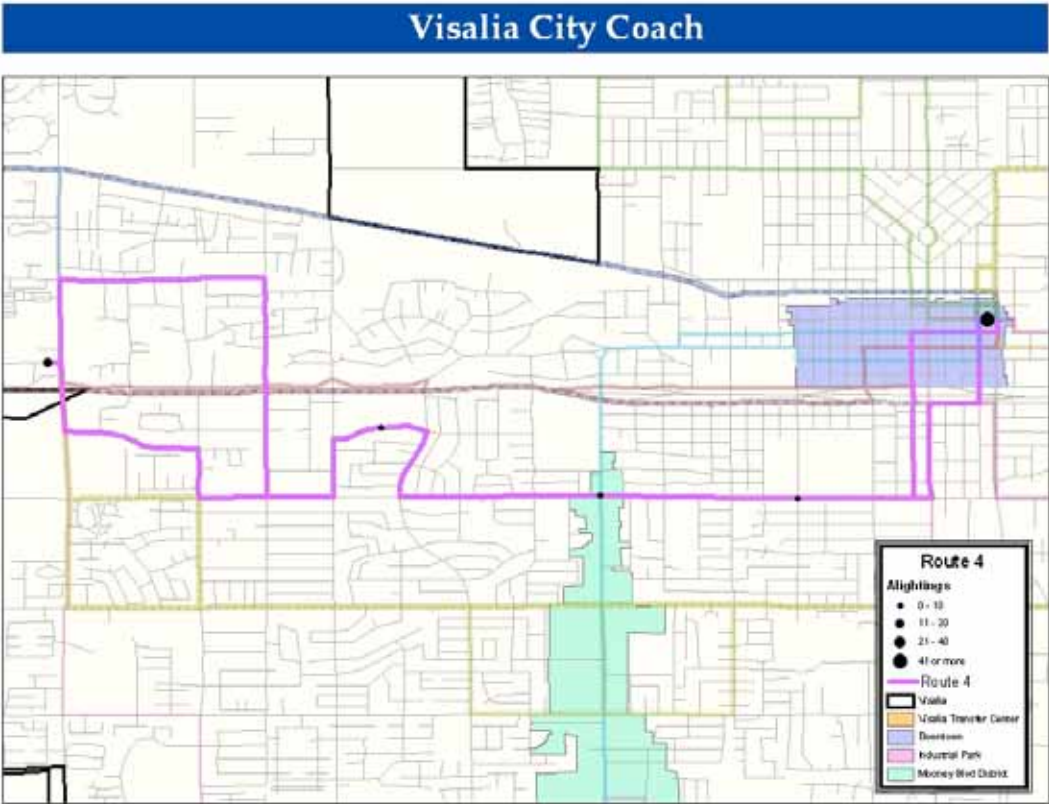 Visalia City Coach
Route 4
Alightings
0 - 10
11 - 20
21 - 40
41 or more
Route 4
Visalia
Visalia Transfer Center
Downtown
Industrial Park
Mooney Blvd District